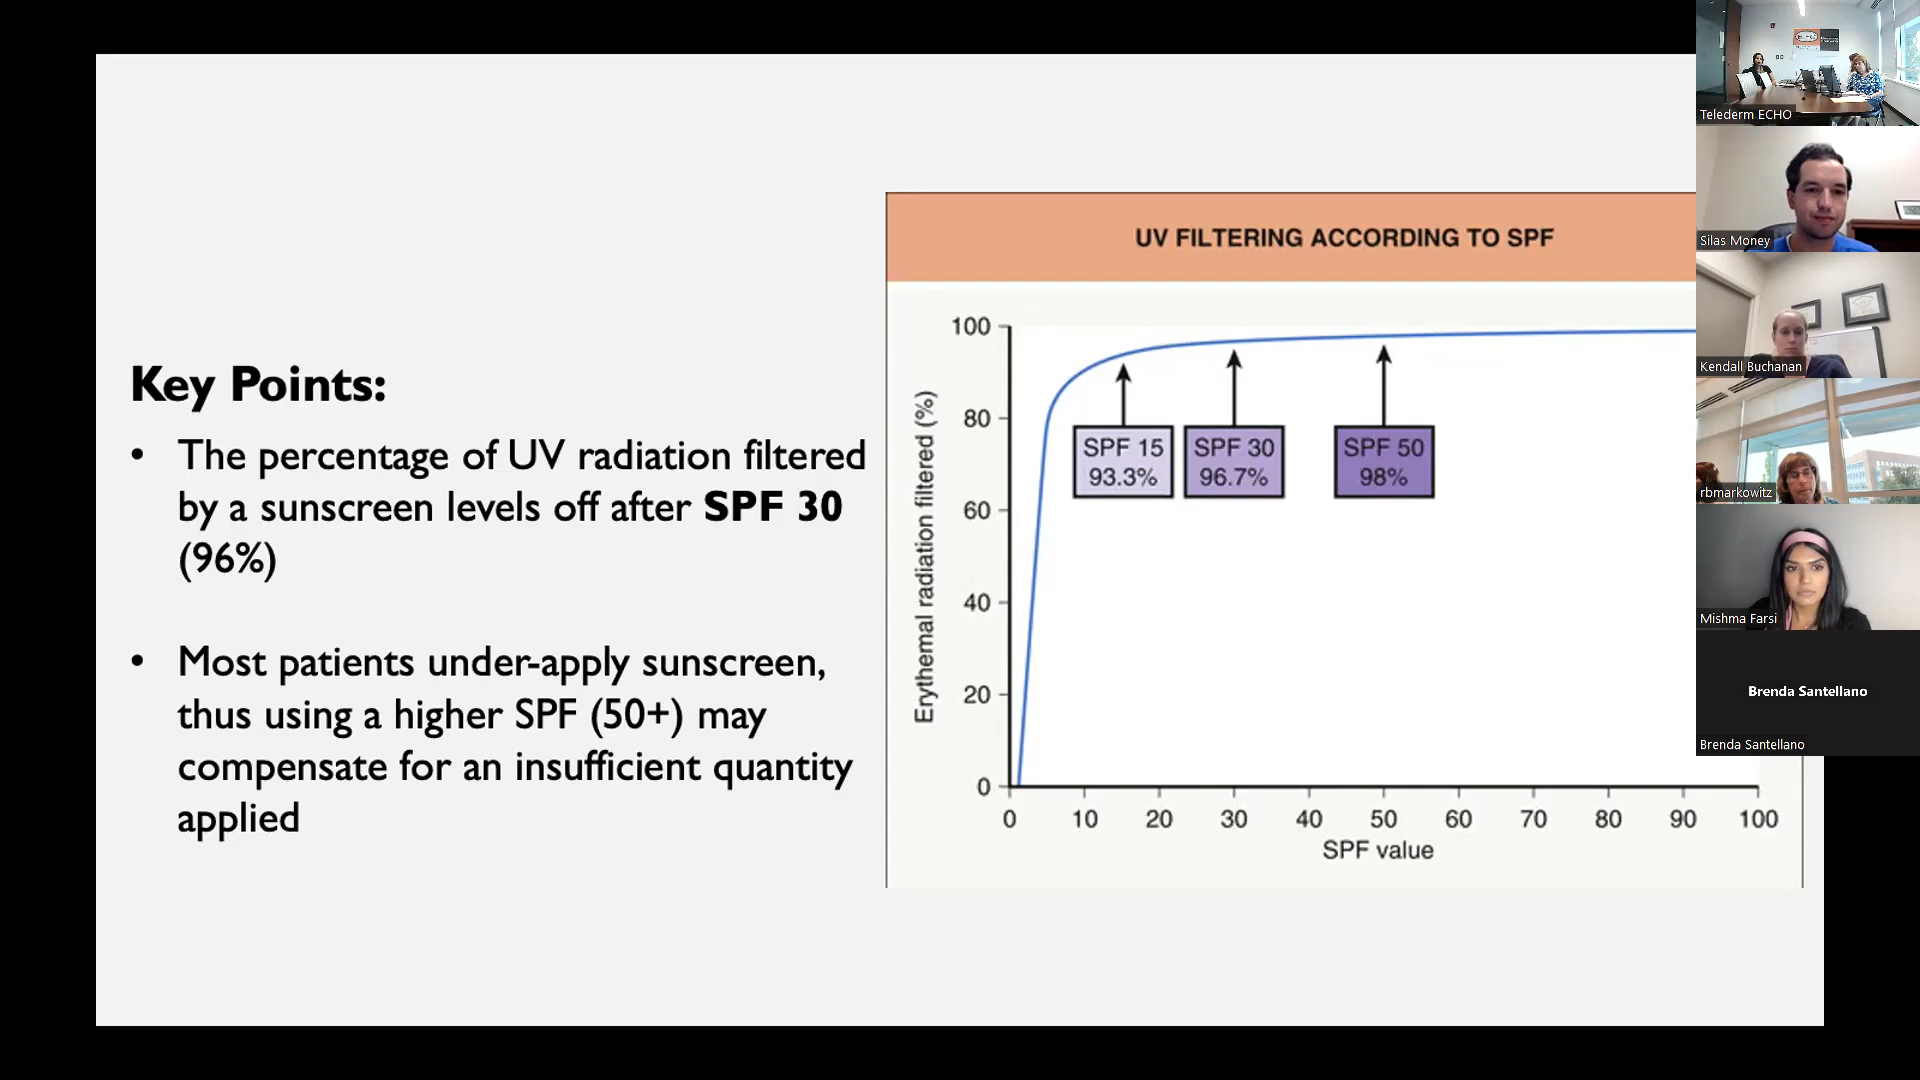 Key Points:
• The percentage of UV radiation filtered
by a sunscreen levels off after SPF 30
(96%)
• Most patients under-apply sunscreen,
thus using a higher SPF (50+) may
compensate for an insufficient quantity
applied
UV FILTERING ACCORDING TO SPF
Erythemal radiation filtered (%)
100
80
60
40
20
0
SPF 15
93.3%
SPF 30
96.7%
SPF 50
98%
0 10 20 30 40 50 60 70 80 90 100
SPF value
Telederm ECHO
Silas Money
Kendall Buchanan
rbmarkowitz
Mishma Farsi
Brenda Santellano
Brenda Santellano